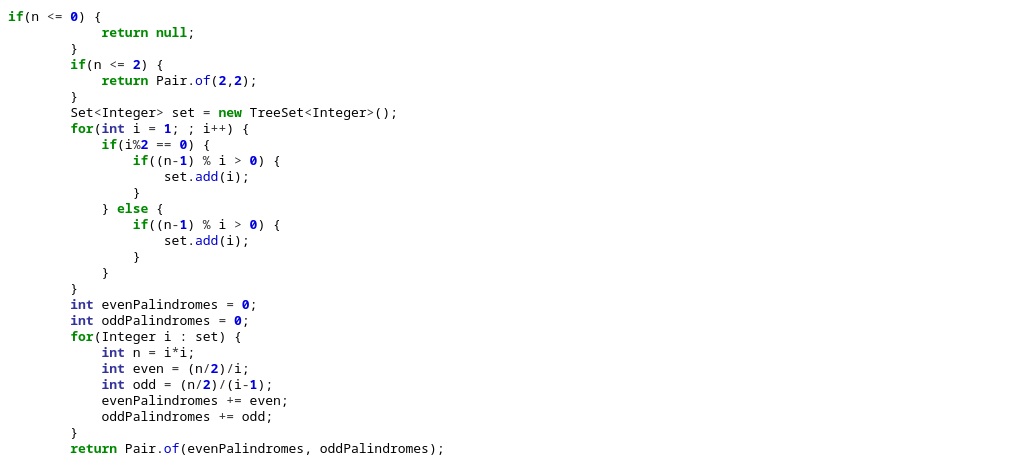 if(n <= 0) {
            return null;
        }
        if(n <= 2) {
            return Pair.of(2,2);
        }
        Set<Integer> set = new TreeSet<Integer>();
        for(int i = 1; ; i++) {
            if(i%2 == 0) {
                if((n-1) % i > 0) {
                    set.add(i);
                }
            } else {
                if((n-1) % i > 0) {
                    set.add(i);
                }
            }
        }
        int evenPalindromes = 0;
        int oddPalindromes = 0;
        for(Integer i : set) {
            int n = i*i;
            int even = (n/2)/i;
            int odd = (n/2)/(i-1);
            evenPalindromes += even;
            oddPalindromes += odd;
        }
        return Pair.of(evenPalindromes, oddPalindromes);